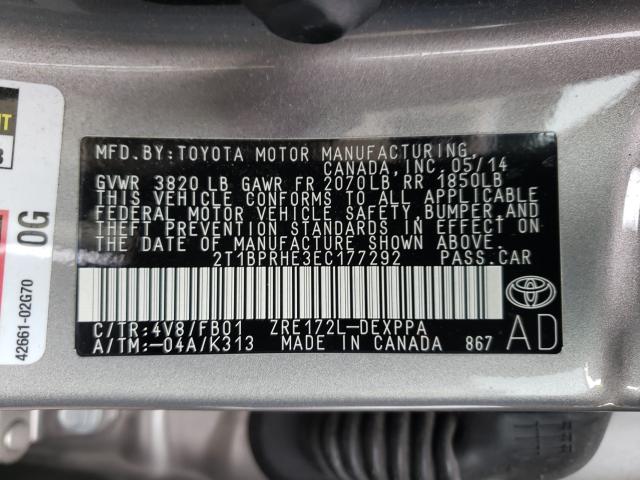 MFD.BY:TOYOTA MOTOR MANUFACTURING,
CANADA, INC. 05/14
GVWR 3820 LB GAWR FR 2070LB RR 1850LB
THIS VEHICLE CONFORMS TO ALL APPLICABLE
FEDERAL MOTOR VEHICLE SAFETY, BUMPER, AND
THEFT PREVENTION STANDARDS IN EFFECT ON
THE DATE OF MANUFACTURE SHOWN ABOVE.
2T1BPRHE3EC177292 PASS.CAR
C/TR:4V8/FB01 ZRE172L-DEXPPA
A/TM:-04A/K313 MADE IN CANADA 867
AD
0G
42661-02G70